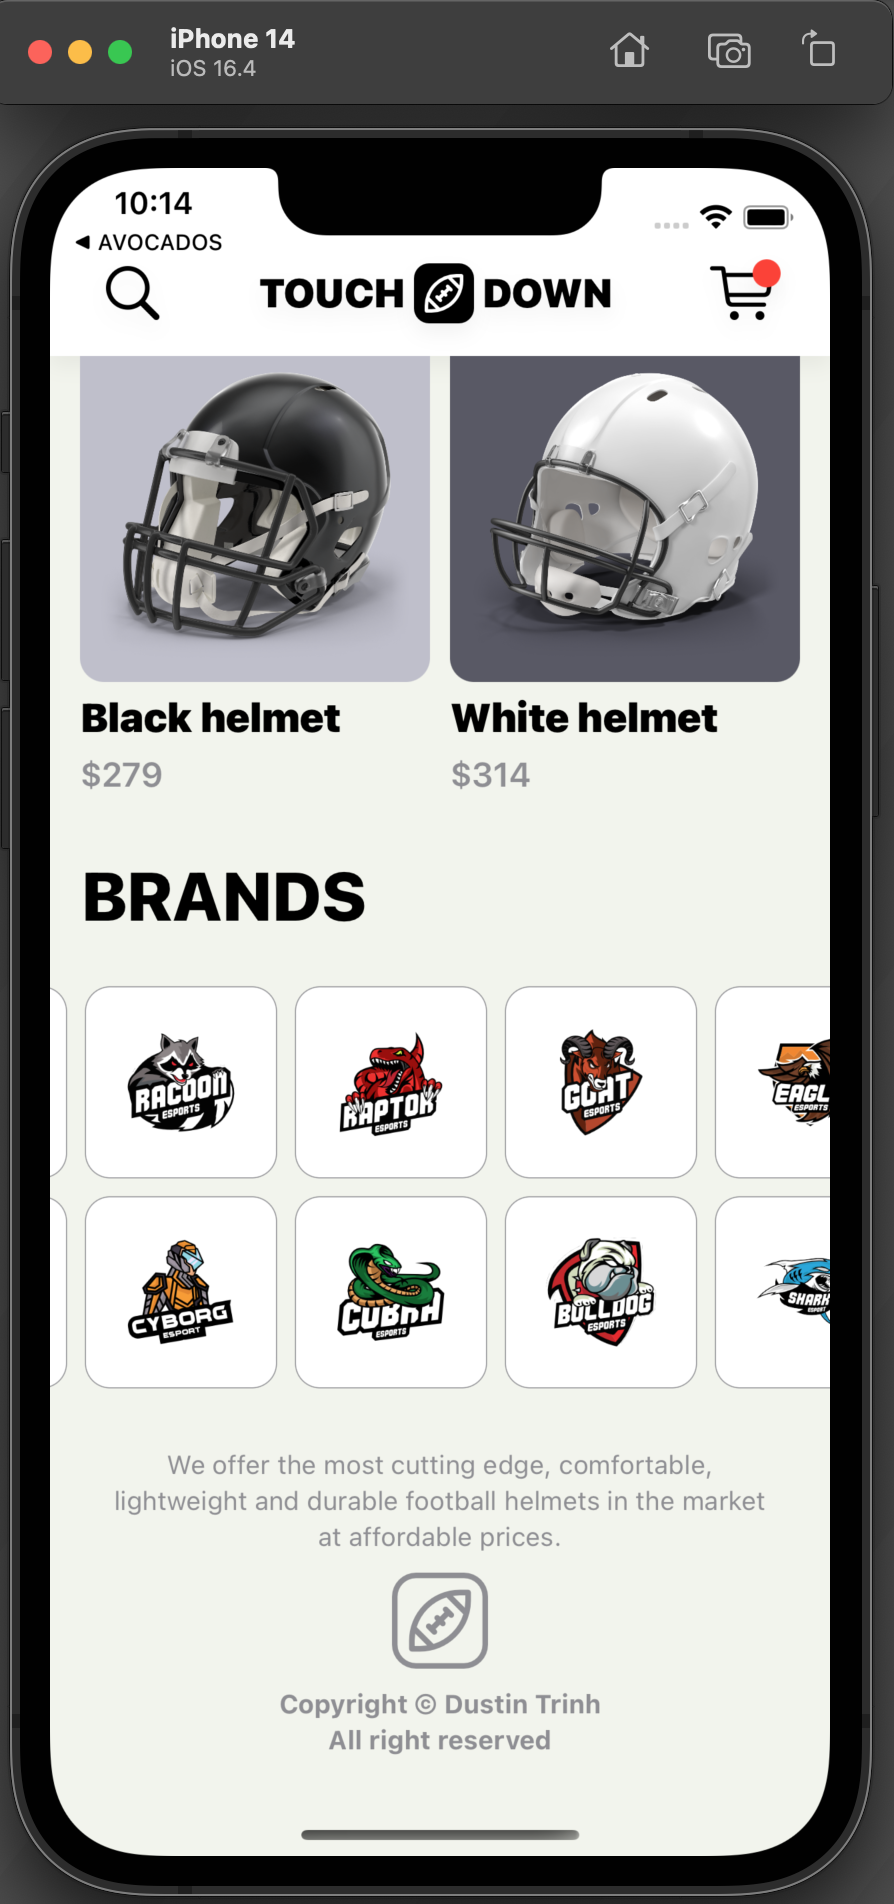 iPhone 14
iOS 16.4
10:14
◀ AVOCADOS
TOUCH DOWN
Black helmet
White helmet
$279
$314
BRANDS
RACOON
ESPORTS
RAPTOR
ESPORTS
GOAT
ESPORTS
EAGL
ESPORTS
CYBORG
ESPORT
COBRA
ESPORTS
BULLDOG
ESPORTS
SHARK
ESPORT
We offer the most cutting edge, comfortable,
lightweight and durable football helmets in the market
at affordable prices.
Copyright © Dustin Trinh
All right reserved